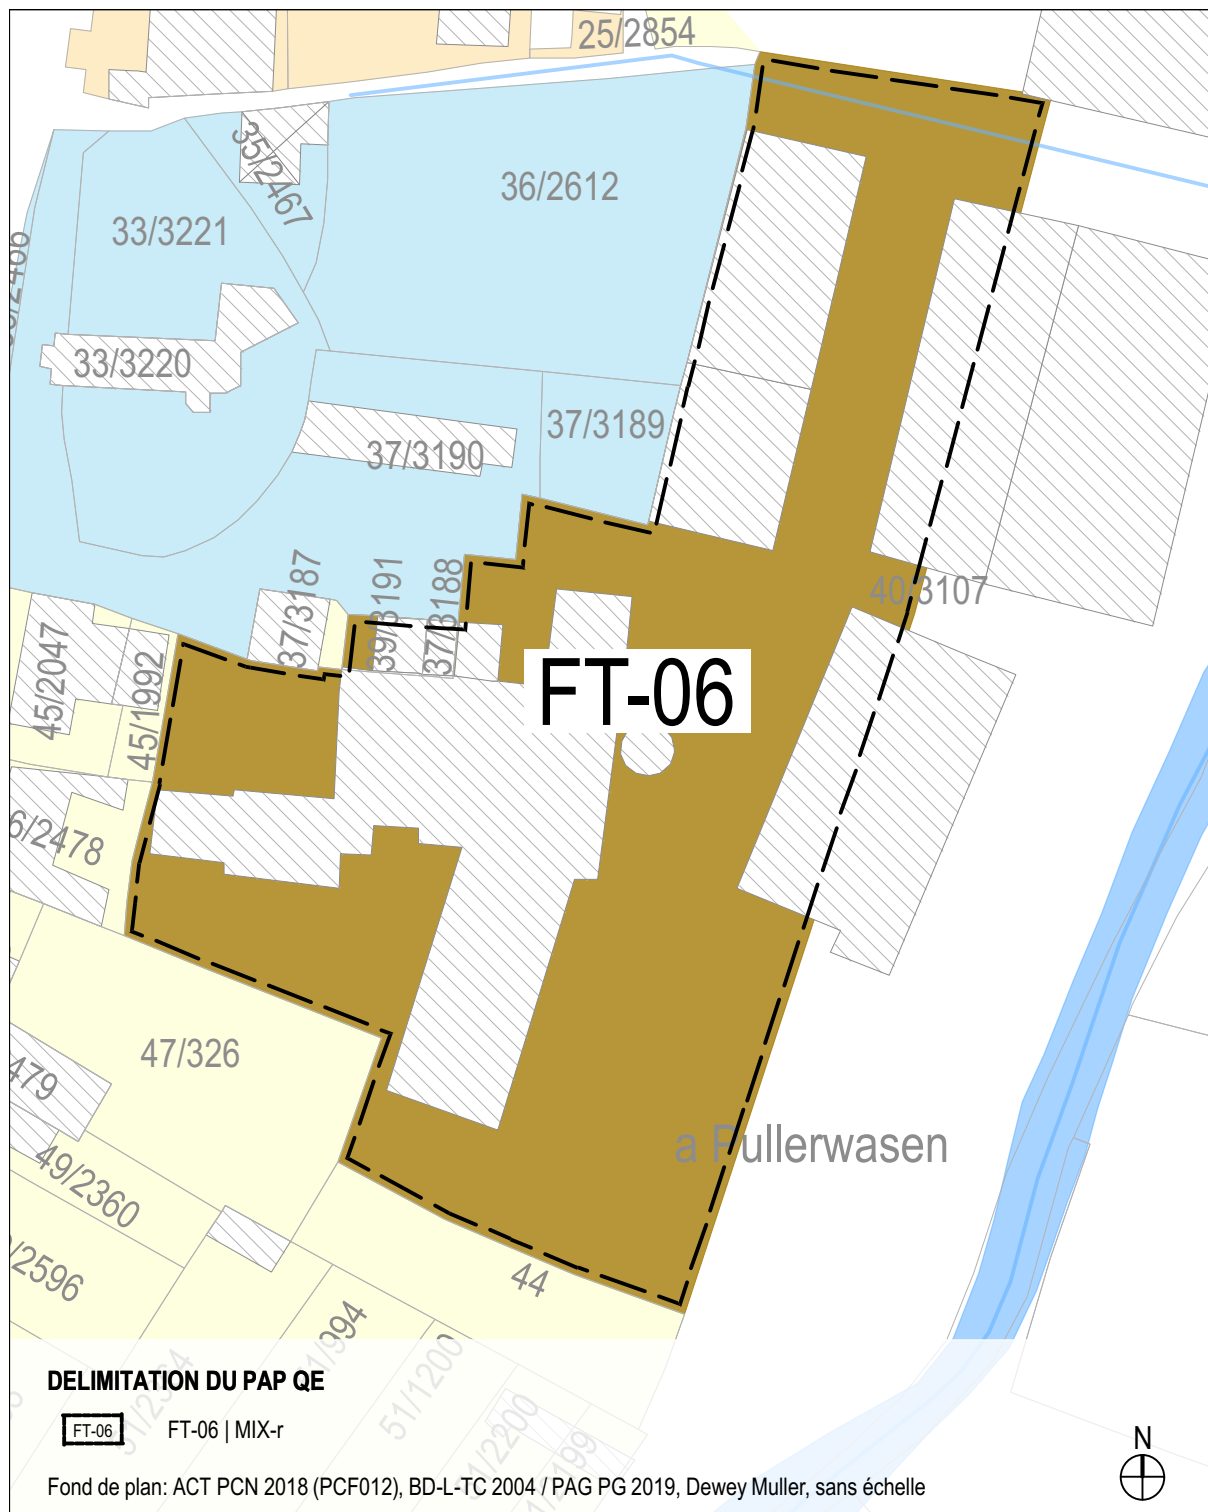 25/2854
36/2612
35/2467
33/3221
33/3220
37/3189
37/3190
37/3187
39/3191
37/3188
40/3107
45/2047
45/1992
FT-06
6/2478
47/326
479
a Pullerwasen
49/2360
/2596
44
51/1200
DELIMITATION DU PAP QE
FT-06
FT-06 | MIX-r
N
Fond de plan: ACT PCN 2018 (PCF012), BD-L-TC 2004 / PAG PG 2019, Dewey Muller, sans échelle